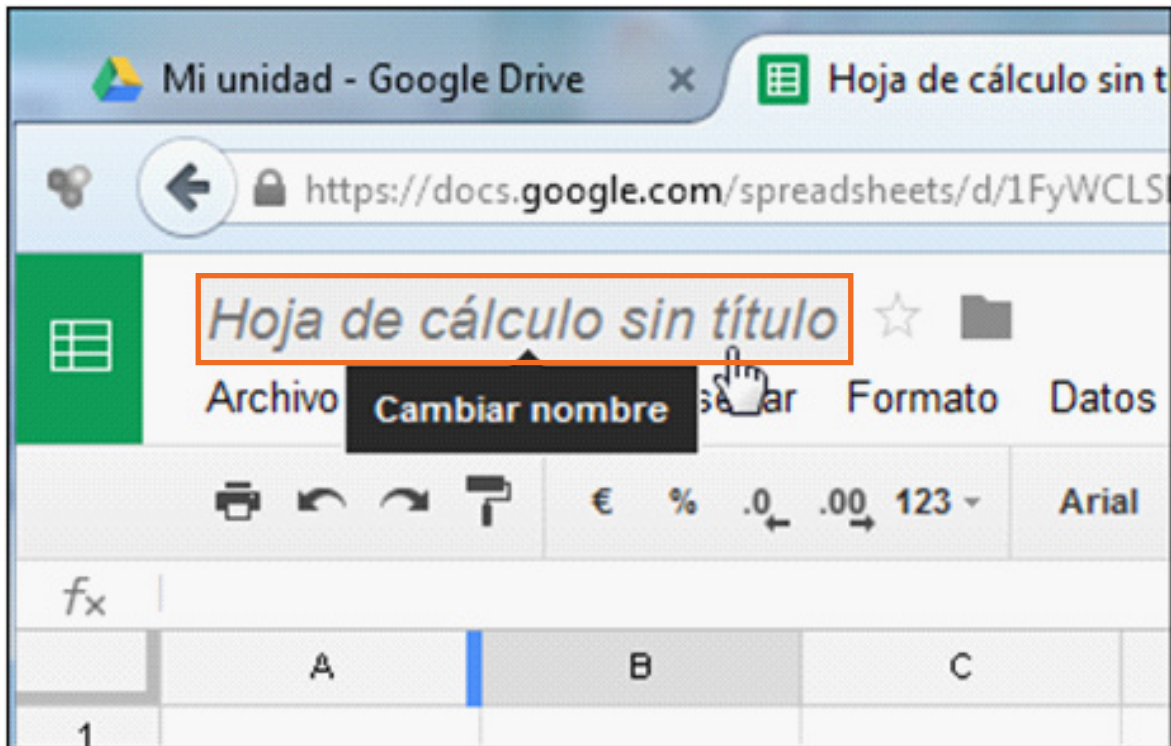 Mi unidad - Google Drive × Hoja de cálculo sin t
https://docs.google.com/spreadsheets/d/1FyWCLS
Hoja de cálculo sin título
Archivo Cambiar nombre Formato Datos
€ % .0 .00 123 Arial
fx
A B C
1